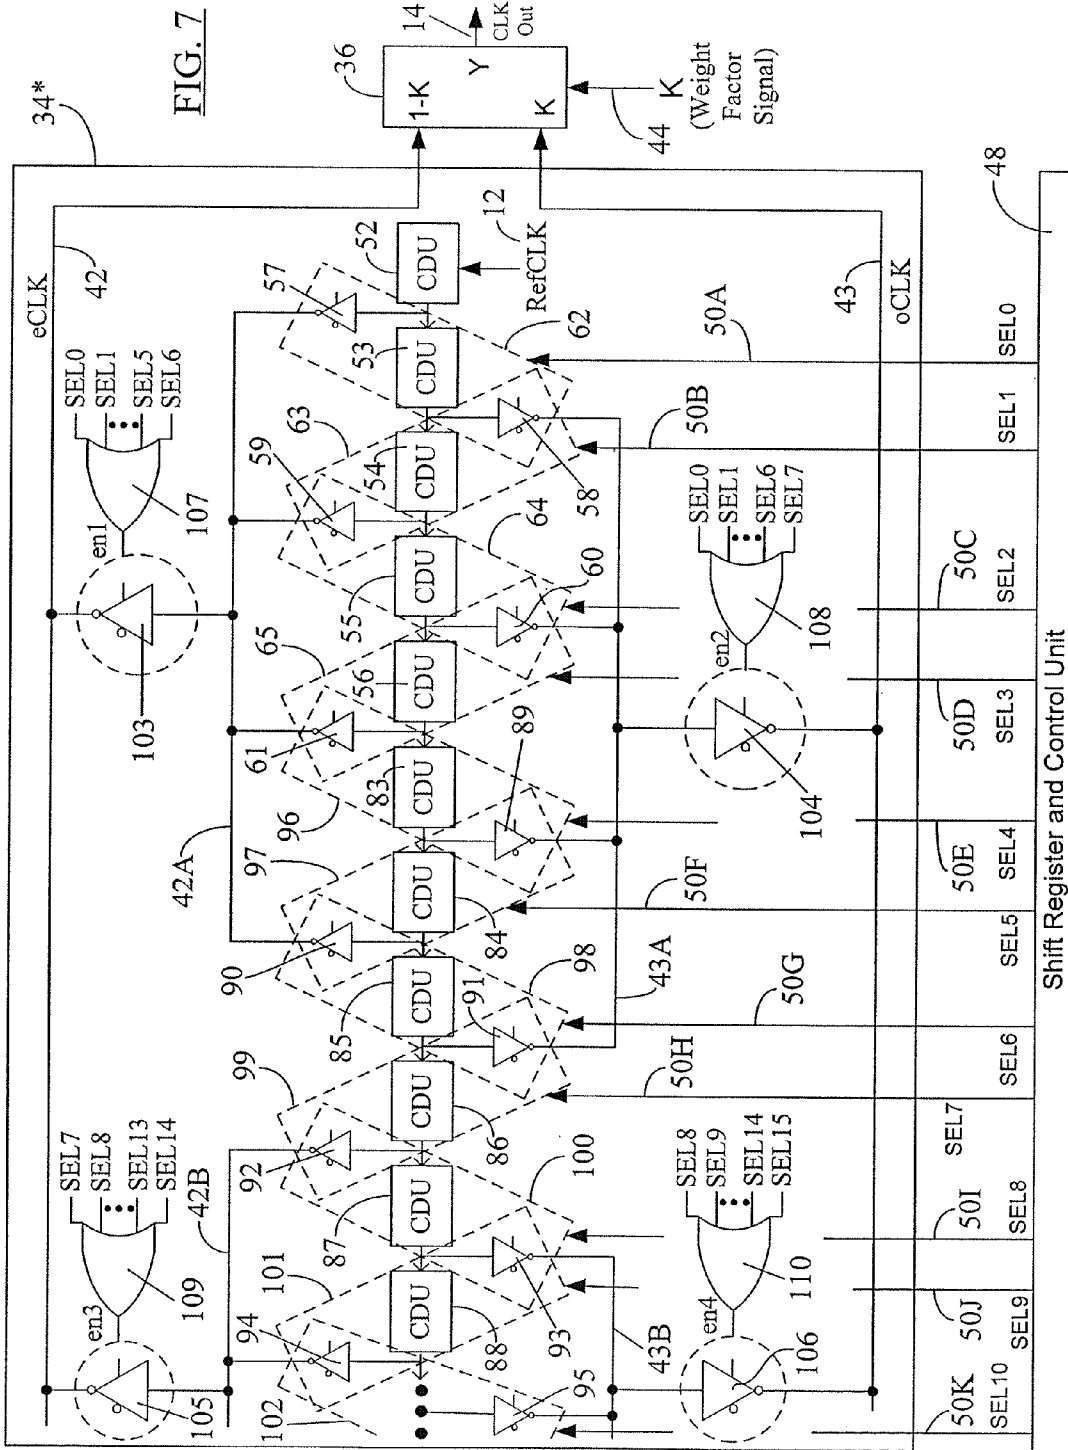 FIG. 7
34*
36
14
CLK
Out
1-K
Y
K
K
(Weight
Factor
Signal)
44
eCLK
42
SEL0
SEL1
SEL5
SEL6
en1
107
103
42A
SEL7
SEL8
SEL13
SEL14
en3
109
105
42B
57
59
61
90
92
94
62
63
64
65
96
97
98
99
100
101
102
CDU
52
CDU
53
CDU
54
CDU
55
CDU
56
CDU
83
CDU
84
CDU
85
CDU
86
CDU
87
CDU
88
12
RefCLK
58
60
89
91
93
95
43A
43B
SEL0
SEL1
SEL6
SEL7
en2
108
104
SEL8
SEL9
SEL14
SEL15
en4
110
106
43
oCLK
50A
50B
50C
50D
50E
50F
50G
50H
50I
50J
50K
SEL0
SEL1
SEL2
SEL3
SEL4
SEL5
SEL6
SEL7
SEL8
SEL9
SEL10
48
Shift Register and Control Unit